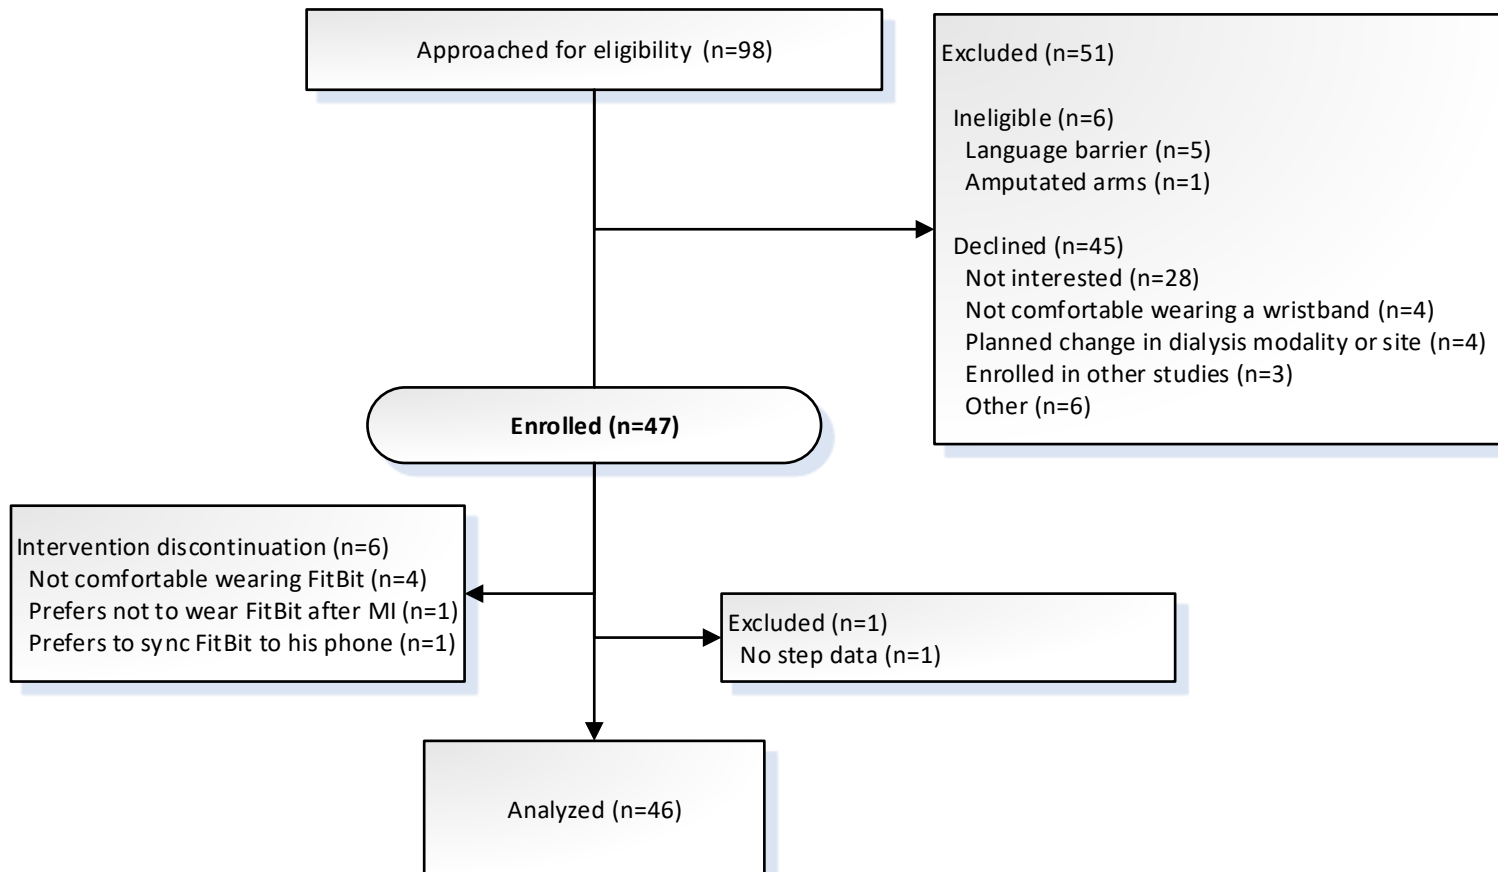 Approached for eligibility (n=98)
Excluded (n=51)
Ineligible (n=6)
Language barrier (n=5)
Amputated arms (n=1)
Declined (n=45)
Not interested (n=28)
Not comfortable wearing a wristband (n=4)
Planned change in dialysis modality or site (n=4)
Enrolled in other studies (n=3)
Other (n=6)
Enrolled (n=47)
Intervention discontinuation (n=6)
Not comfortable wearing FitBit (n=4)
Prefers not to wear FitBit after MI (n=1)
Prefers to sync FitBit to his phone (n=1)
Excluded (n=1)
No step data (n=1)
Analyzed (n=46)